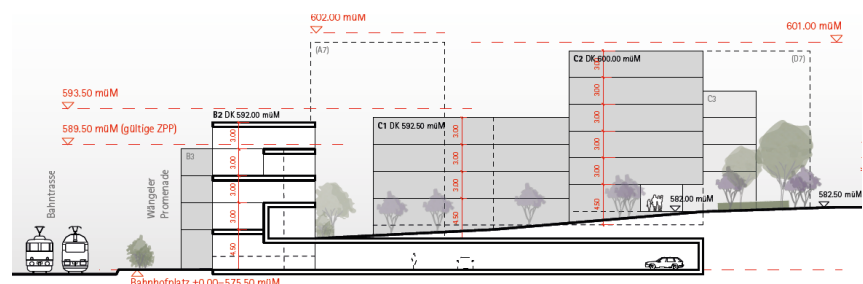 602.00 müM
601.00 müM
(A7)
C2 DK 600.00 müM
(D7)
593.50 müM
B2 DK 592.00 müM
C3
C1 DK 592.50 müM
589.50 müM (gültige ZPP)
B3
Bahntrasse
Wängeler
Promenade
3.00
3.00
3.00
3.00
4.50
3.00
3.00
3.00
4.50
3.00
3.00
3.00
3.00
3.00
4.50
582.00 müM
582.50 müM
Bahnhofplatz ±0.00=575.50 müM